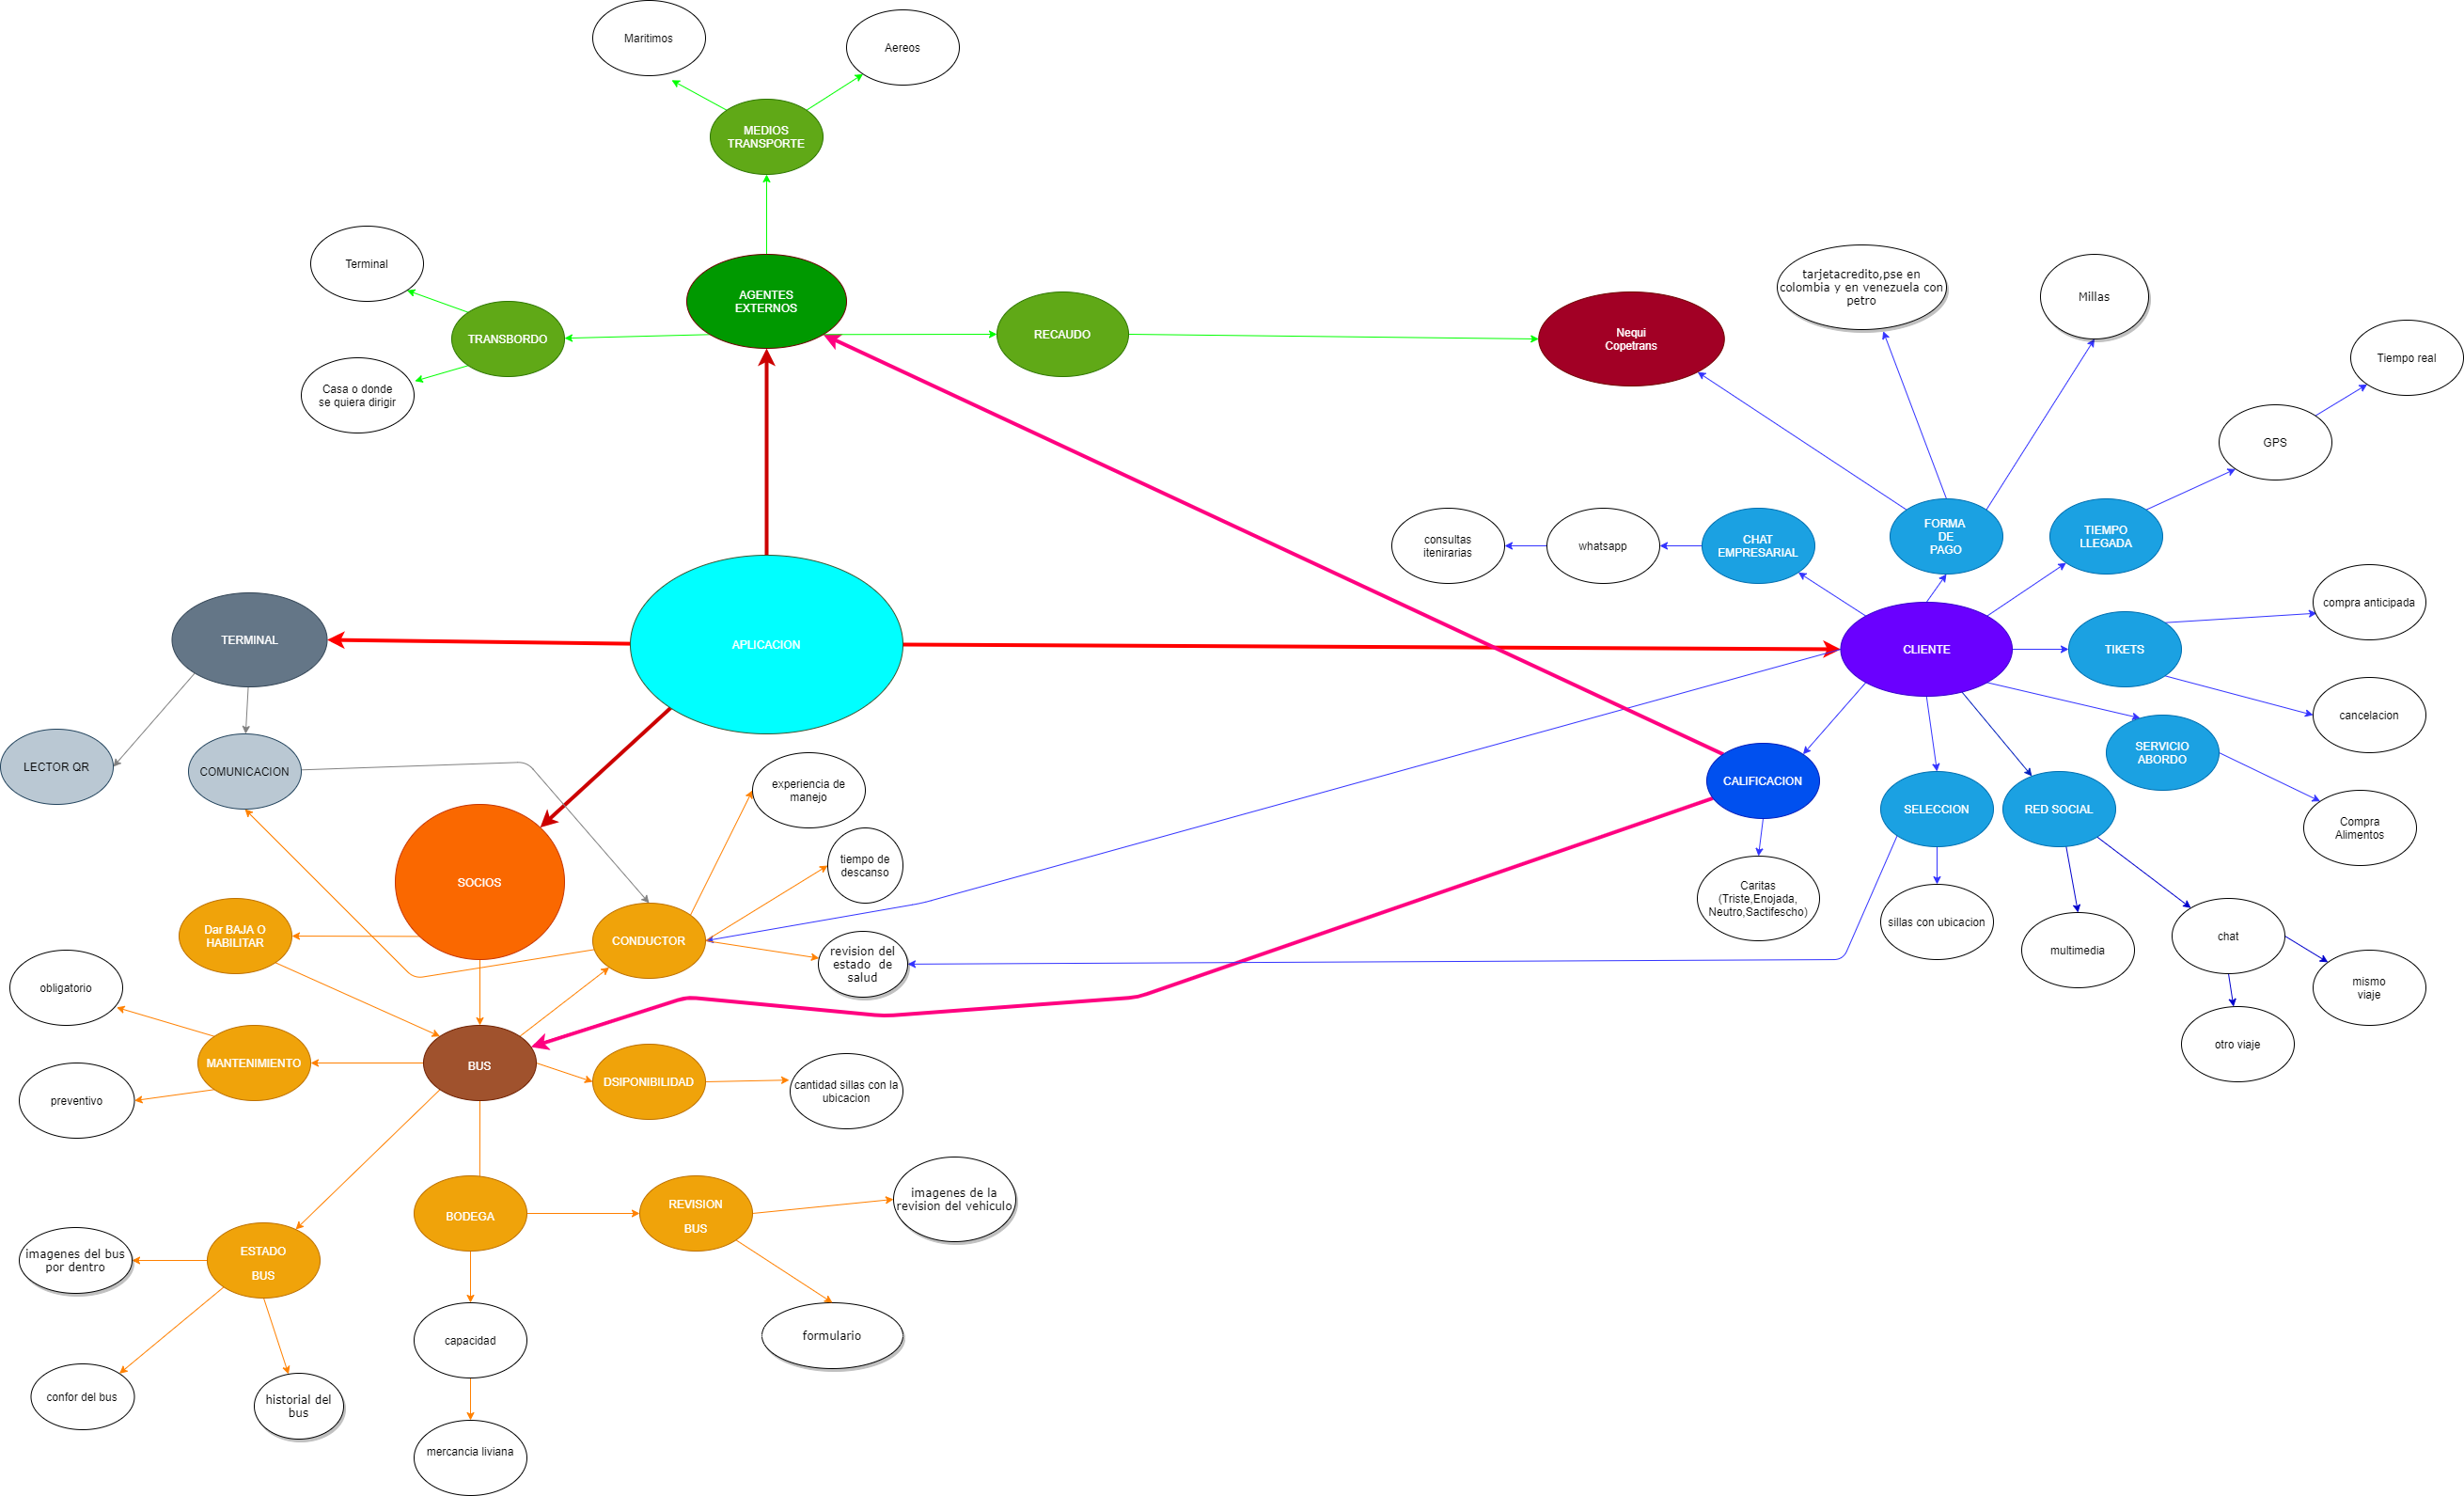 Maritimos
Aereos
MEDIOS
TRANSPORTE
Terminal
AGENTES
EXTERNOS
TRANSBORDO
RECAUDO
Nequi
Copetrans
tarjetacredito,pse en
colombia y en venezuela con
petro
Millas
Tiempo real
Casa o donde
se quiera dirigir
GPS
consultas
itenirarias
whatsapp
CHAT
EMPRESARIAL
FORMA
DE
PAGO
TIEMPO
LLEGADA
compra anticipada
TERMINAL
APLICACION
CLIENTE
TIKETS
cancelacion
LECTOR QR
COMUNICACION
experiencia de
manejo
CALIFICACION
SELECCION
RED SOCIAL
SERVICIO
ABORDO
Compra
Alimentos
SOCIOS
tiempo de
descanso
Caritas
(Triste,Enojada,
Neutro,Sactifescho)
sillas con ubicacion
multimedia
chat
mismo
viaje
otro viaje
Dar BAJA O
HABILITAR
CONDUCTOR
revision del
estado de
salud
obligatorio
MANTENIMIENTO
BUS
DSIPONIBILIDAD
cantidad sillas con la
ubicacion
preventivo
BODEGA
REVISION
BUS
imagenes de la
revision del vehiculo
imagenes del bus
por dentro
ESTADO
BUS
capacidad
formulario
confor del bus
historial del
bus
mercancia liviana